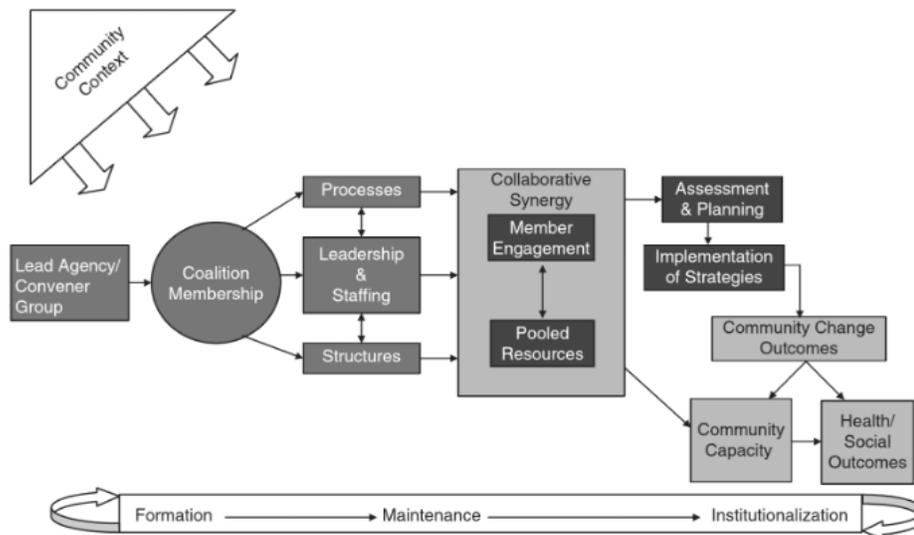 Community
Context
Lead Agency/
Convener
Group
Coalition
Membership
Processes
Leadership
&
Staffing
Structures
Collaborative
Synergy
Member
Engagement
Pooled
Resources
Assessment
& Planning
Implementation
of Strategies
Community Change
Outcomes
Community
Capacity
Health/
Social
Outcomes
Formation
Maintenance
Institutionalization